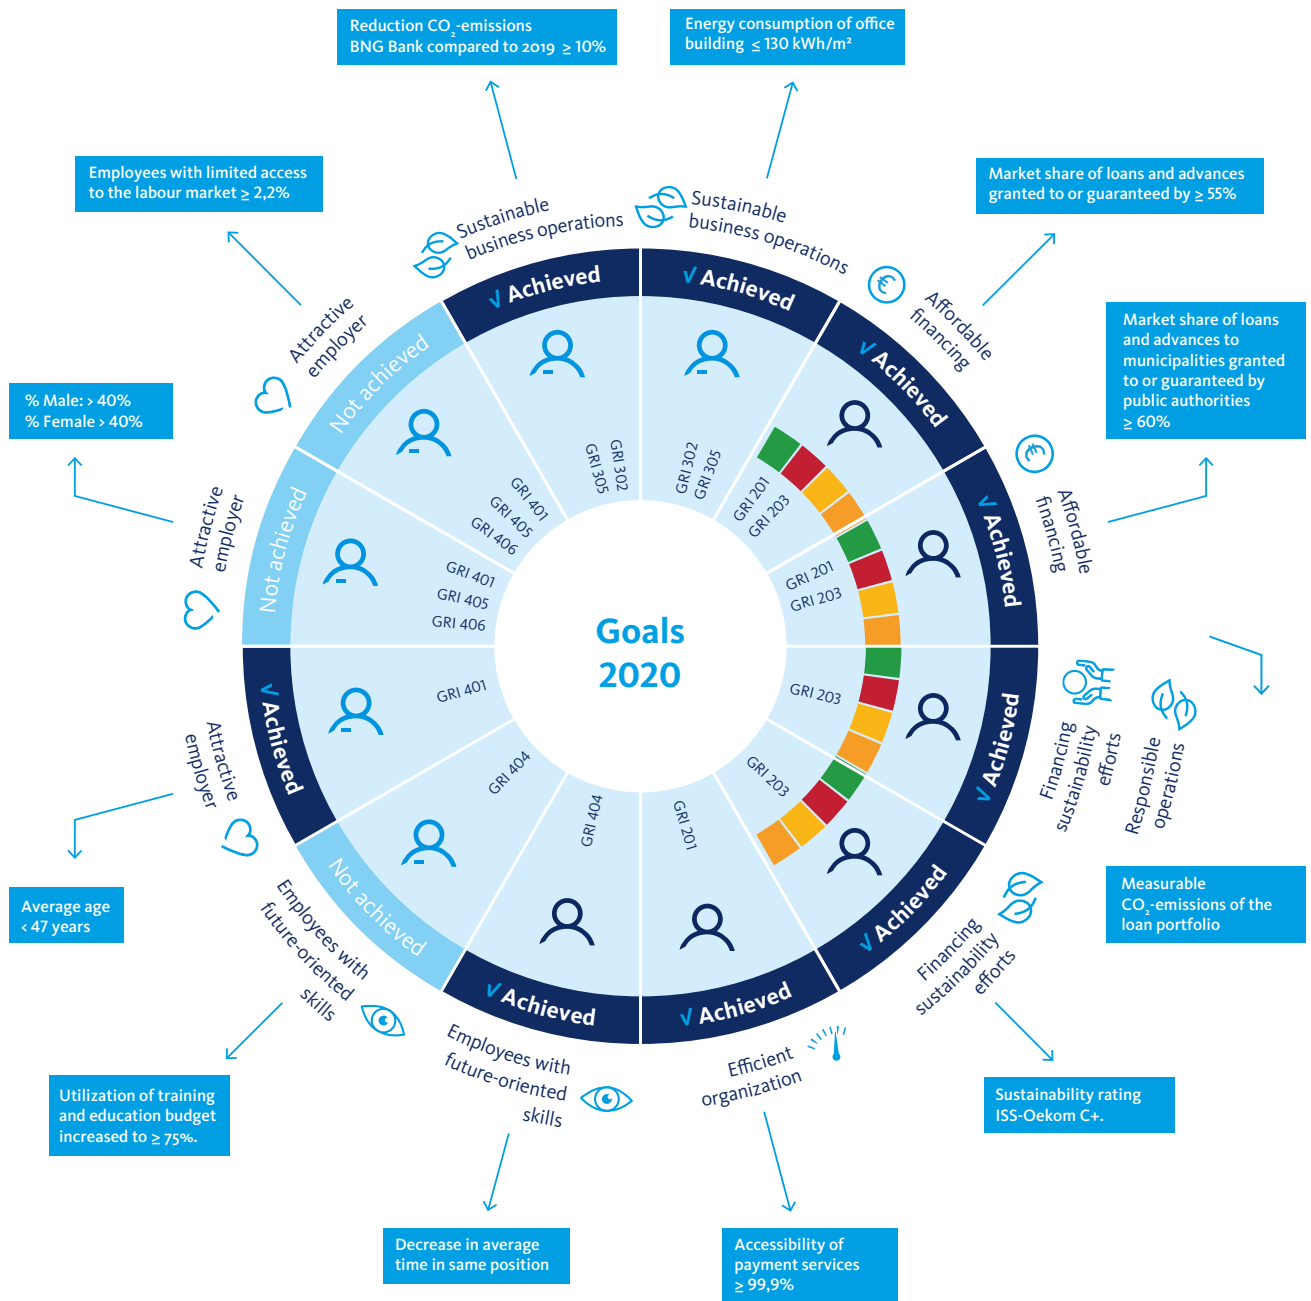 Reduction CO₂-emissions
BNG Bank compared to 2019 ≥ 10%
Energy consumption of office
building ≤ 130 kWh/m²
Employees with limited access
to the labour market ≥ 2,2%
Market share of loans and advances
granted to or guaranteed by ≥ 55%
Market share of loans
and advances to
municipalities granted
to or guaranteed by
public authorities
≥ 60%
% Male: > 40%
% Female > 40%
Sustainable
business operations
Sustainable
business operations
Affordable
financing
Affordable
financing
Attractive
employer
Attractive
employer
√ Achieved
√ Achieved
√ Achieved
√ Achieved
Not achieved
Not achieved
GRI 305
GRI 302
GRI 302
GRI 305
GRI 201
GRI 203
GRI 401
GRI 405
GRI 406
GRI 201
GRI 203
GRI 401
GRI 405
GRI 406
Goals
2020
GRI 401
GRI 203
GRI 404
GRI 203
GRI 404
GRI 201
√ Achieved
√ Achieved
Attractive
employer
Financing
sustainability
efforts
Responsible
operations
Not achieved
√ Achieved
√ Achieved
√ Achieved
Employees with
future-oriented
skills
Financing
sustainability
efforts
Employees with
future-oriented
skills
Efficient
organization
Average age
< 47 years
Measurable
CO₂-emissions of the
loan portfolio
Utilization of training
and education budget
increased to ≥ 75%.
Sustainability rating
ISS-Oekom C+.
Decrease in average
time in same position
Accessibility of
payment services
≥ 99,9%